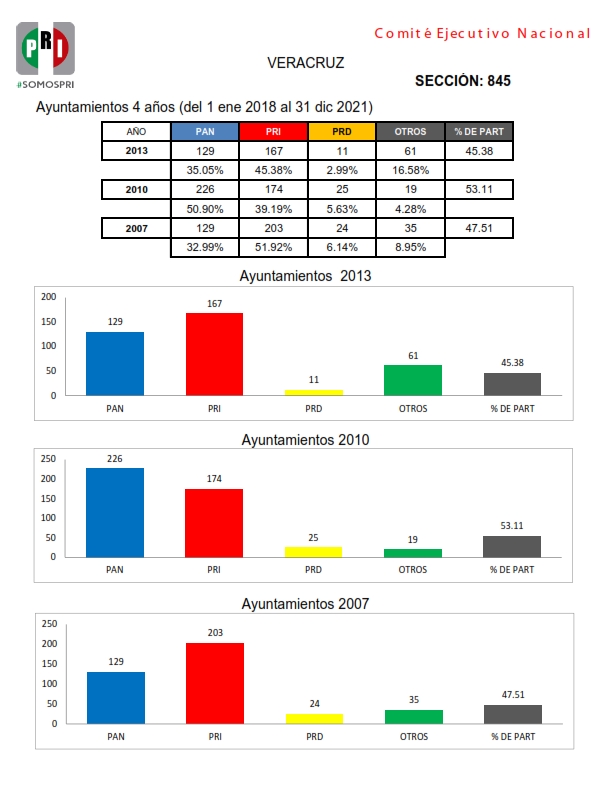 PRI
#SOMOSPRI
Comité Ejecutivo Nacional
VERACRUZ
SECCIÓN: 845
Ayuntamientos 4 años (del 1 ene 2018 al 31 dic 2021)
AÑO PAN PRI PRD OTROS % DE PART
2013 129 167 11 61 45.38
35.05% 45.38% 2.99% 16.58%
2010 226 174 25 19 53.11
50.90% 39.19% 5.63% 4.28%
2007 129 203 24 35 47.51
32.99% 51.92% 6.14% 8.95%
Ayuntamientos 2013
200
150
100
50
0
129 167 11 61 45.38
PAN PRI PRD OTROS % DE PART
Ayuntamientos 2010
250
200
150
100
50
0
226 174 25 19 53.11
PAN PRI PRD OTROS % DE PART
Ayuntamientos 2007
250
200
150
100
50
0
129 203 24 35 47.51
PAN PRI PRD OTROS % DE PART